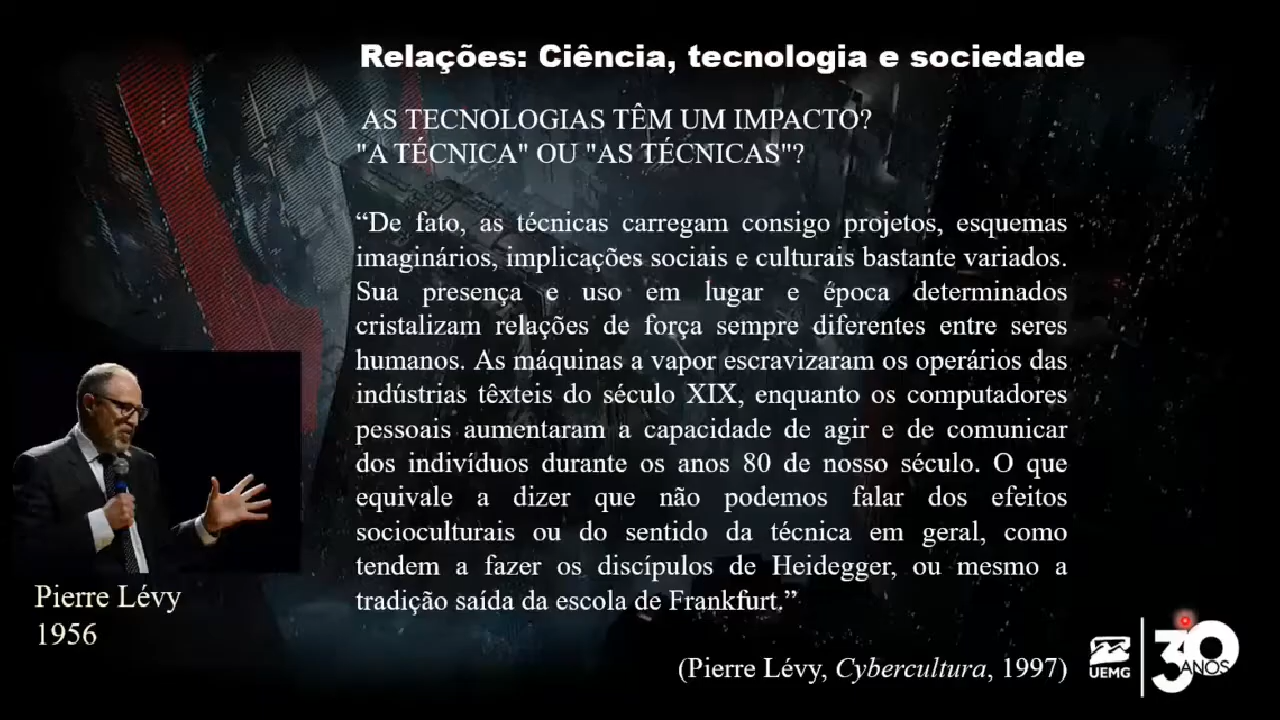 Relações: Ciência, tecnologia e sociedade
AS TECNOLOGIAS TÊM UM IMPACTO?
"A TÉCNICA" OU "AS TÉCNICAS"?
“De fato, as técnicas carregam consigo projetos, esquemas
imaginários, implicações sociais e culturais bastante variados.
Sua presença e uso em lugar e época determinados
cristalizam relações de força sempre diferentes entre seres
humanos. As máquinas a vapor escravizaram os operários das
indústrias têxteis do século XIX, enquanto os computadores
pessoais aumentaram a capacidade de agir e de comunicar
dos indivíduos durante os anos 80 de nosso século. O que
equivale a dizer que não podemos falar dos efeitos
socioculturais ou do sentido da técnica em geral, como
tendem a fazer os discípulos de Heidegger, ou mesmo a
tradição saída da escola de Frankfurt.”
Pierre Lévy
1956
(Pierre Lévy, Cybercultura, 1997)
UEMG
30
ANOS